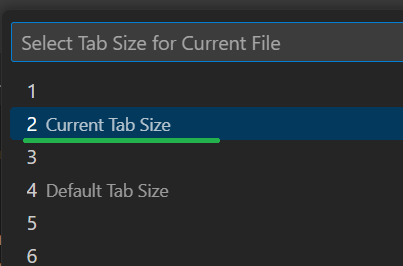 Select Tab Size for Current File
1
2 Current Tab Size
3
4 Default Tab Size
5
6